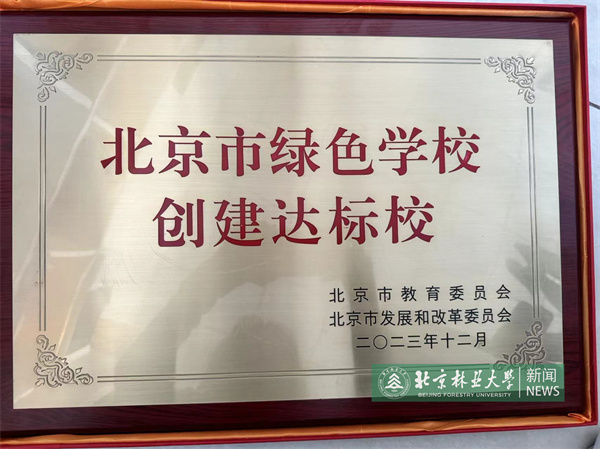 北京市绿色学校
创建达标校
北京市教育委员会
北京市发展和改革委员会
二〇二三年十二月
北京林业大学
BEIJING FORESTRY UNIVERSITY
新闻
NEWS